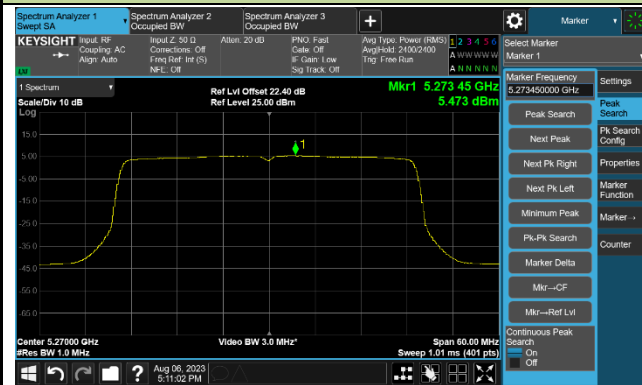 Spectrum Analyzer 1
Swept SA
Spectrum Analyzer 2
Occupied BW
Spectrum Analyzer 3
Occupied BW
+
Marker
KEYSIGHT
Input: RF
Coupling: AC
Align: Auto
Input Z: 50 Ω
Corrections: Off
Freq Ref: Int (S)
NFE: Off
Atten: 20 dB
PNO: Fast
Gate: Off
IF Gain: Low
Sig Track: Off
Avg Type: Power (RMS)
Avg|Hold: 2400/2400
Trig: Free Run
1 2 3 4 5 6
A W W W W W
A N N N N N
Select Marker
Marker 1
1 Spectrum
Scale/Div 10 dB
Log
Ref Lvl Offset 22.40 dB
Ref Level 25.00 dBm
Mkr1 5.273 45 GHz
5.473 dBm
15.0
5.00
-5.00
-15.0
-25.0
-35.0
-45.0
-55.0
-65.0
1
Center 5.27000 GHz
#Res BW 1.0 MHz
Video BW 3.0 MHz*
Span 60.00 MHz
Sweep 1.01 ms (401 pts)
Marker Frequency
5.273450000 GHz
Peak Search
Next Peak
Next Pk Right
Next Pk Left
Minimum Peak
Pk-Pk Search
Marker Delta
Mkr→CF
Mkr→Ref Lvl
Continuous Peak
Search
On
Off
Settings
Peak
Search
Pk Search
Config
Properties
Marker
Function
Marker→
Counter
?
Aug 06, 2023
5:11:02 PM